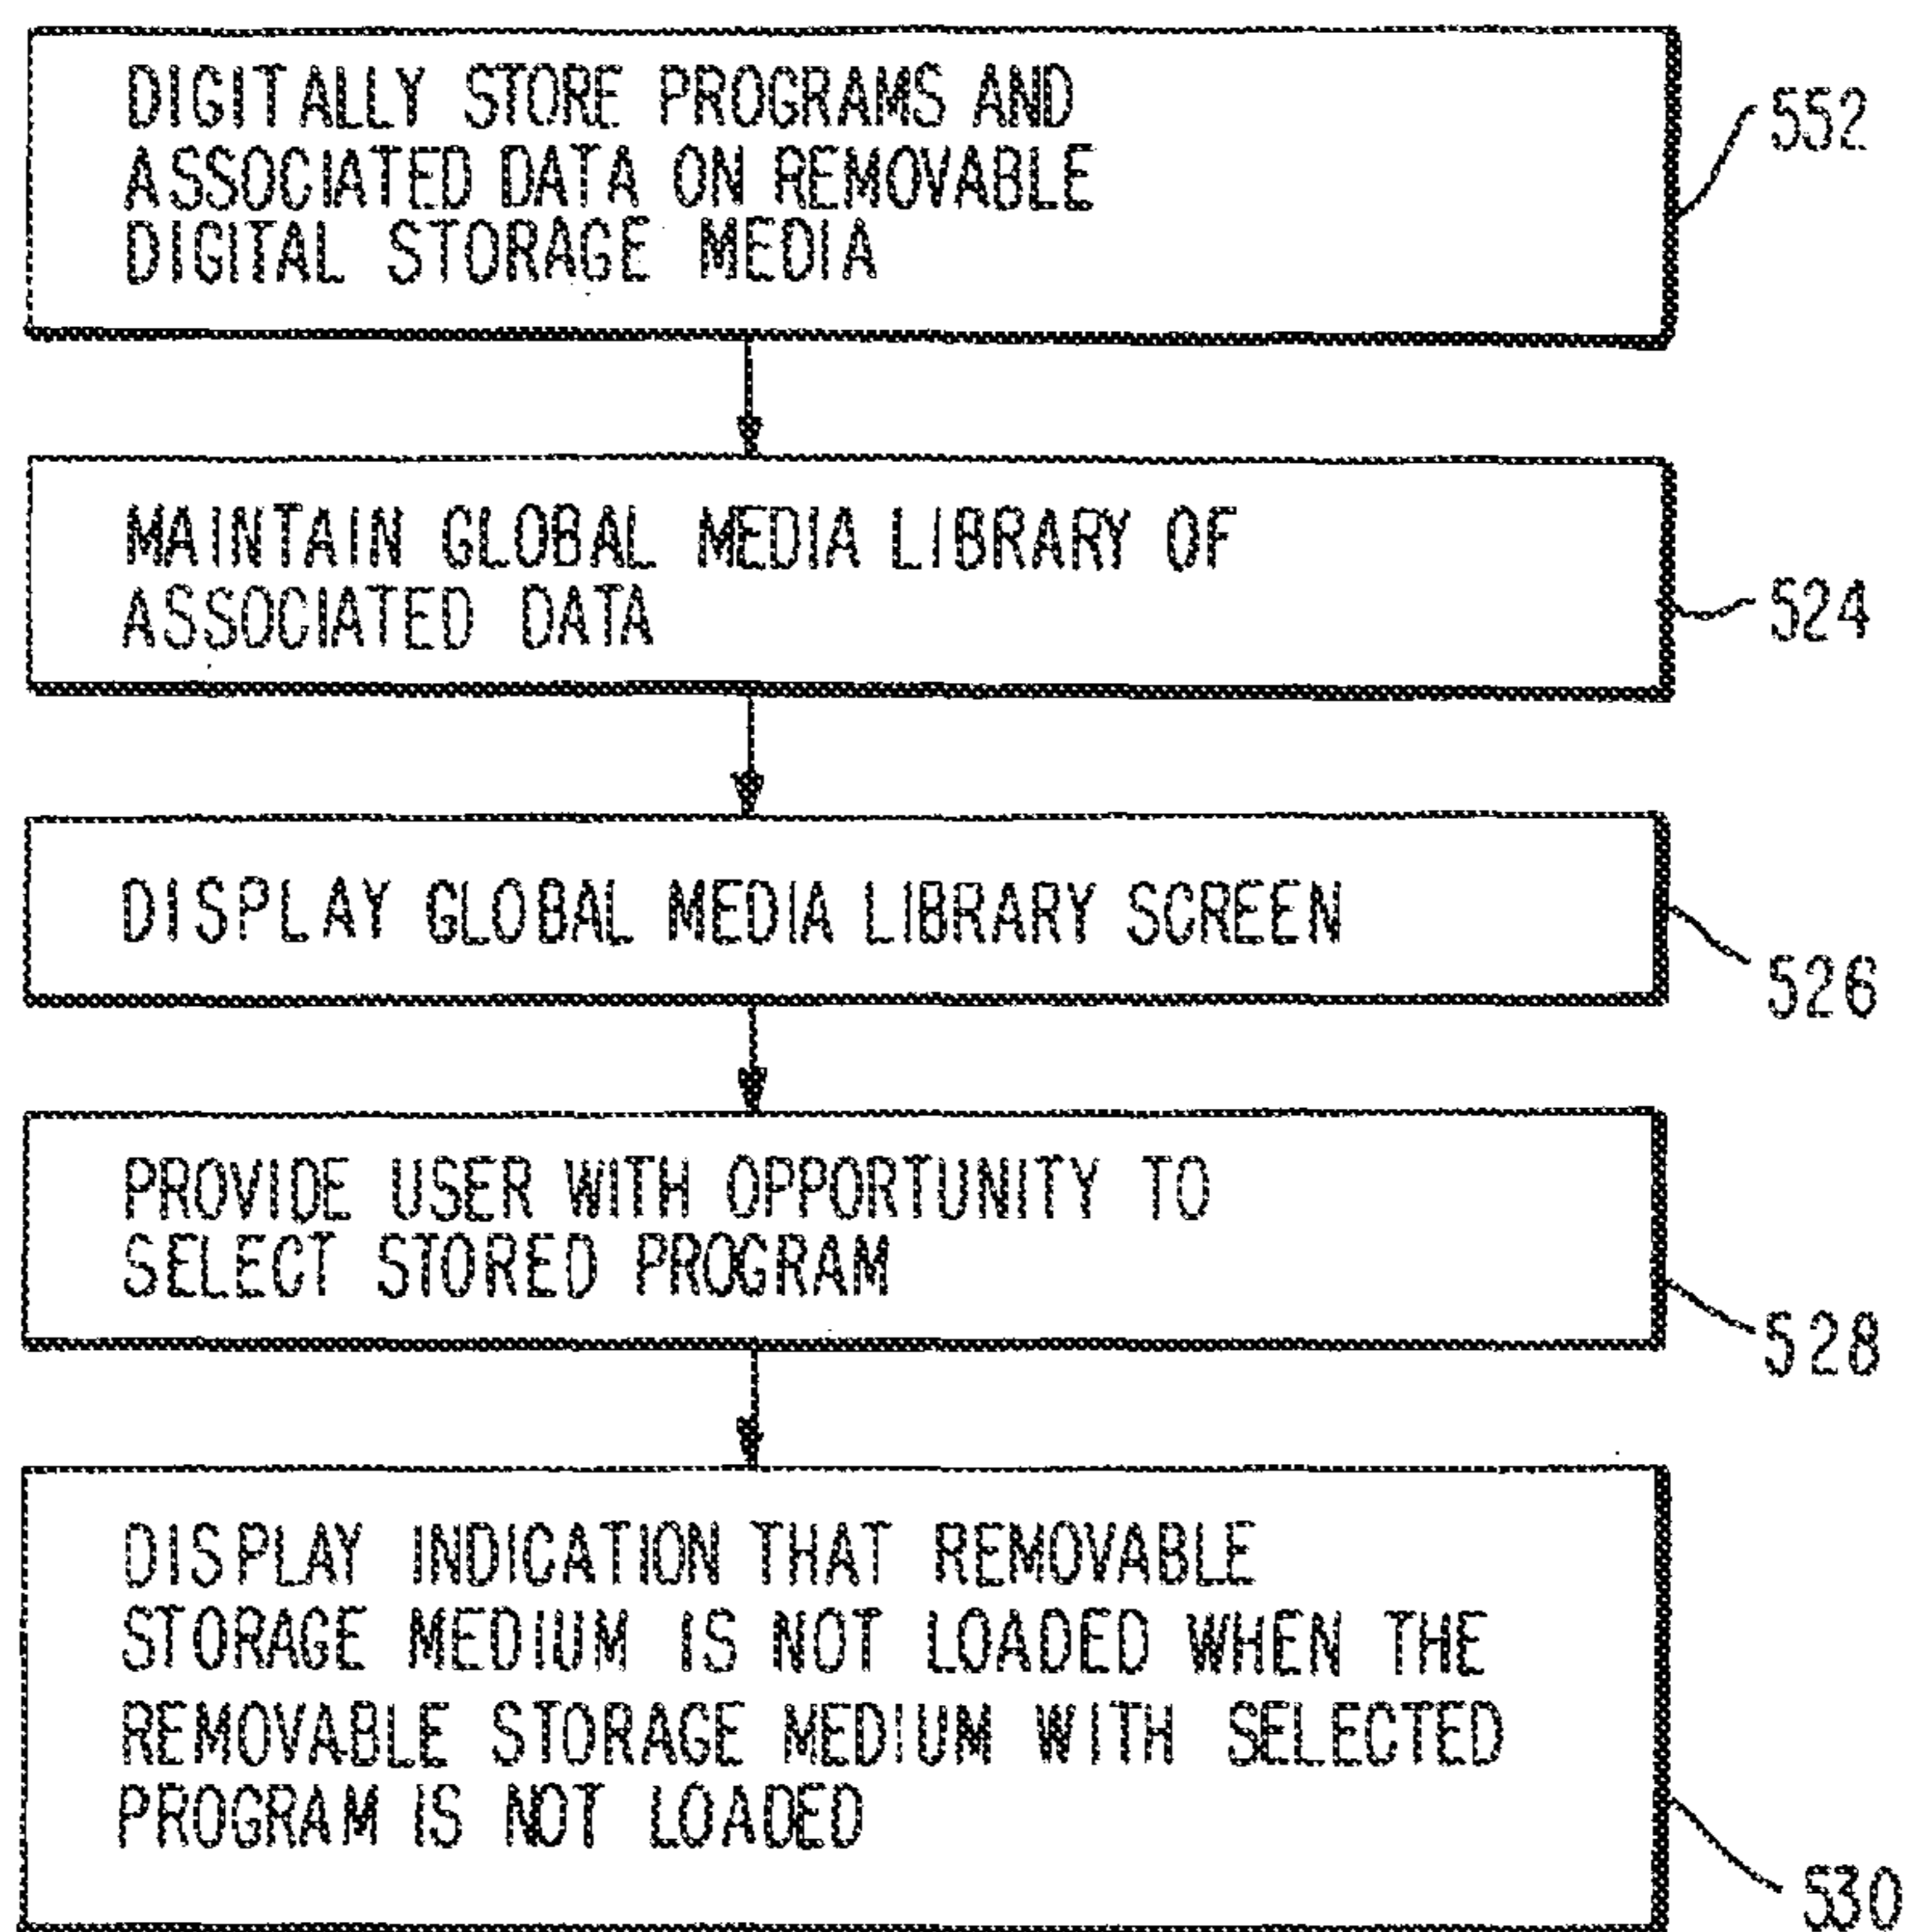 DIGITALLY STORE PROGRAMS AND
ASSOCIATED DATA ON REMOVABLE
DIGITAL STORAGE MEDIA
552
MAINTAIN GLOBAL MEDIA LIBRARY OF
ASSOCIATED DATA
524
DISPLAY GLOBAL MEDIA LIBRARY SCREEN
526
PROVIDE USER WITH OPPORTUNITY TO
SELECT STORED PROGRAM
528
DISPLAY INDICATION THAT REMOVABLE
STORAGE MEDIUM IS NOT LOADED WHEN THE
REMOVABLE STORAGE MEDIUM WITH SELECTED
PROGRAM IS NOT LOADED
530